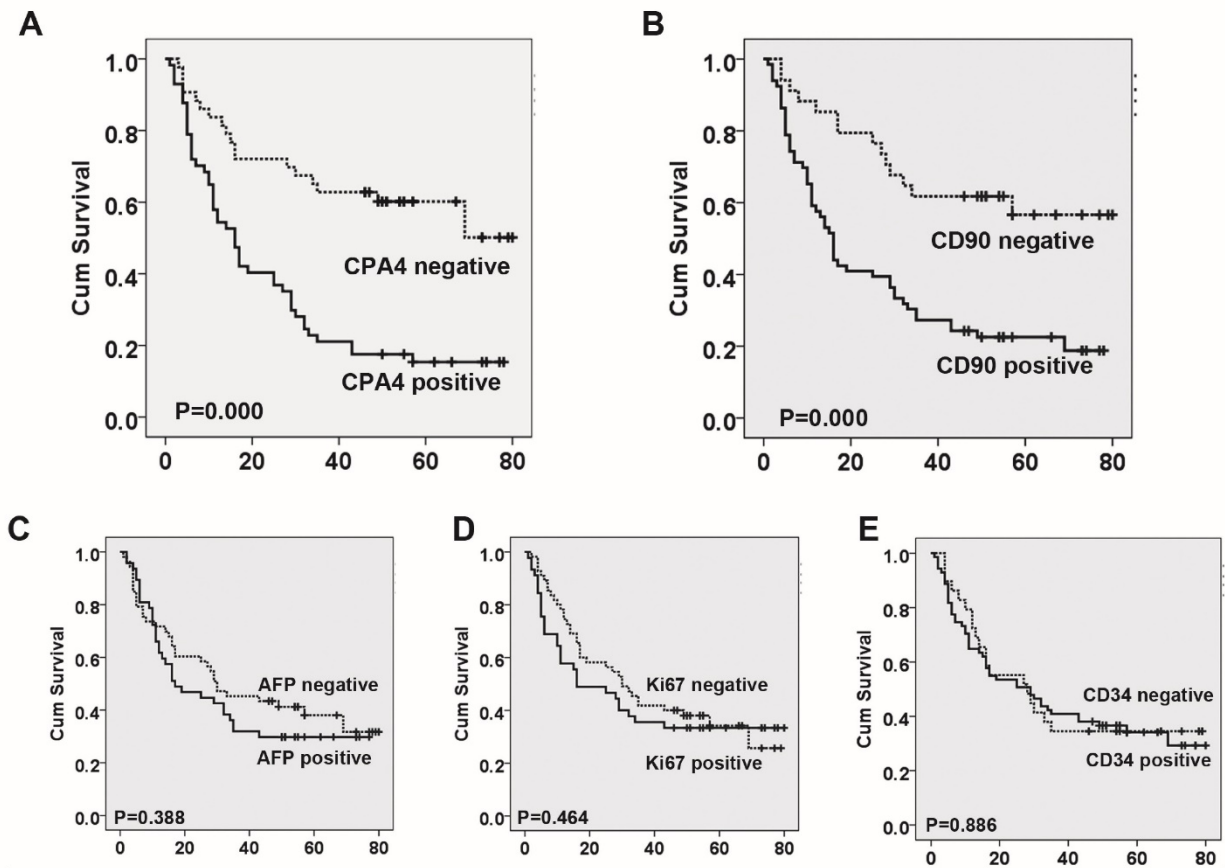 A
Cum Survival
1.0
0.8
0.6
0.4
0.2
0.0
CPA4 negative
CPA4 positive
P=0.000
0 20 40 60 80
B
Cum Survival
1.0
0.8
0.6
0.4
0.2
0.0
CD90 negative
CD90 positive
P=0.000
0 20 40 60 80
C
Cum Survival
1.0
0.8
0.6
0.4
0.2
0.0
AFP negative
AFP positive
P=0.388
0 20 40 60 80
D
Cum Survival
1.0
0.8
0.6
0.4
0.2
0.0
Ki67 negative
Ki67 positive
P=0.464
0 20 40 60 80
E
Cum Survival
1.0
0.8
0.6
0.4
0.2
0.0
CD34 negative
CD34 positive
P=0.886
0 20 40 60 80